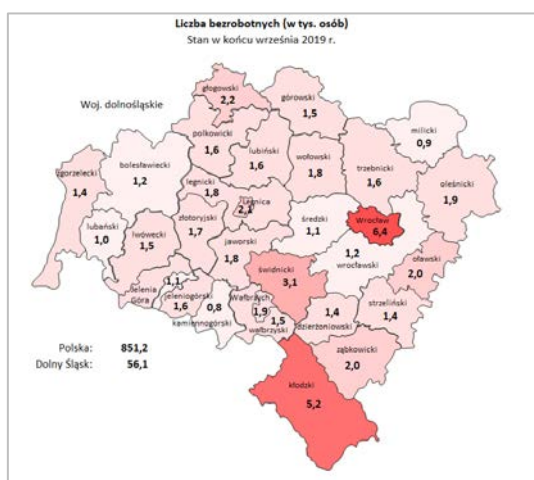 Liczba bezrobotnych (w tys. osób)
Stan w końcu września 2019 r.
Woj. dolnośląskie
głogowski
2,2
górowski
1,5
milicki
0,9
polkowicki
1,6
lubiński
1,6
wołowski
1,8
trzebnicki
1,6
oleśnicki
1,9
zgorzelecki
1,4
bolesławiecki
1,2
legnicki
1,8
Legnica
2,1
złotoryjski
1,7
lubański
1,0
lwówecki
1,5
jaworski
1,8
średzki
1,1
Wrocław
6,4
1,2
wrocławski
oławski
2,0
świdnicki
3,1
strzeliński
1,4
1,1
Jelenia
Góra
jeleniogórski
1,6
0,8
kamiennogórski
Wałbrzych
1,9
1,5
wałbrzyski
1,4
dzierżoniowski
ząbkowicki
2,0
kłodzki
5,2
Polska: 851,2
Dolny Śląsk: 56,1